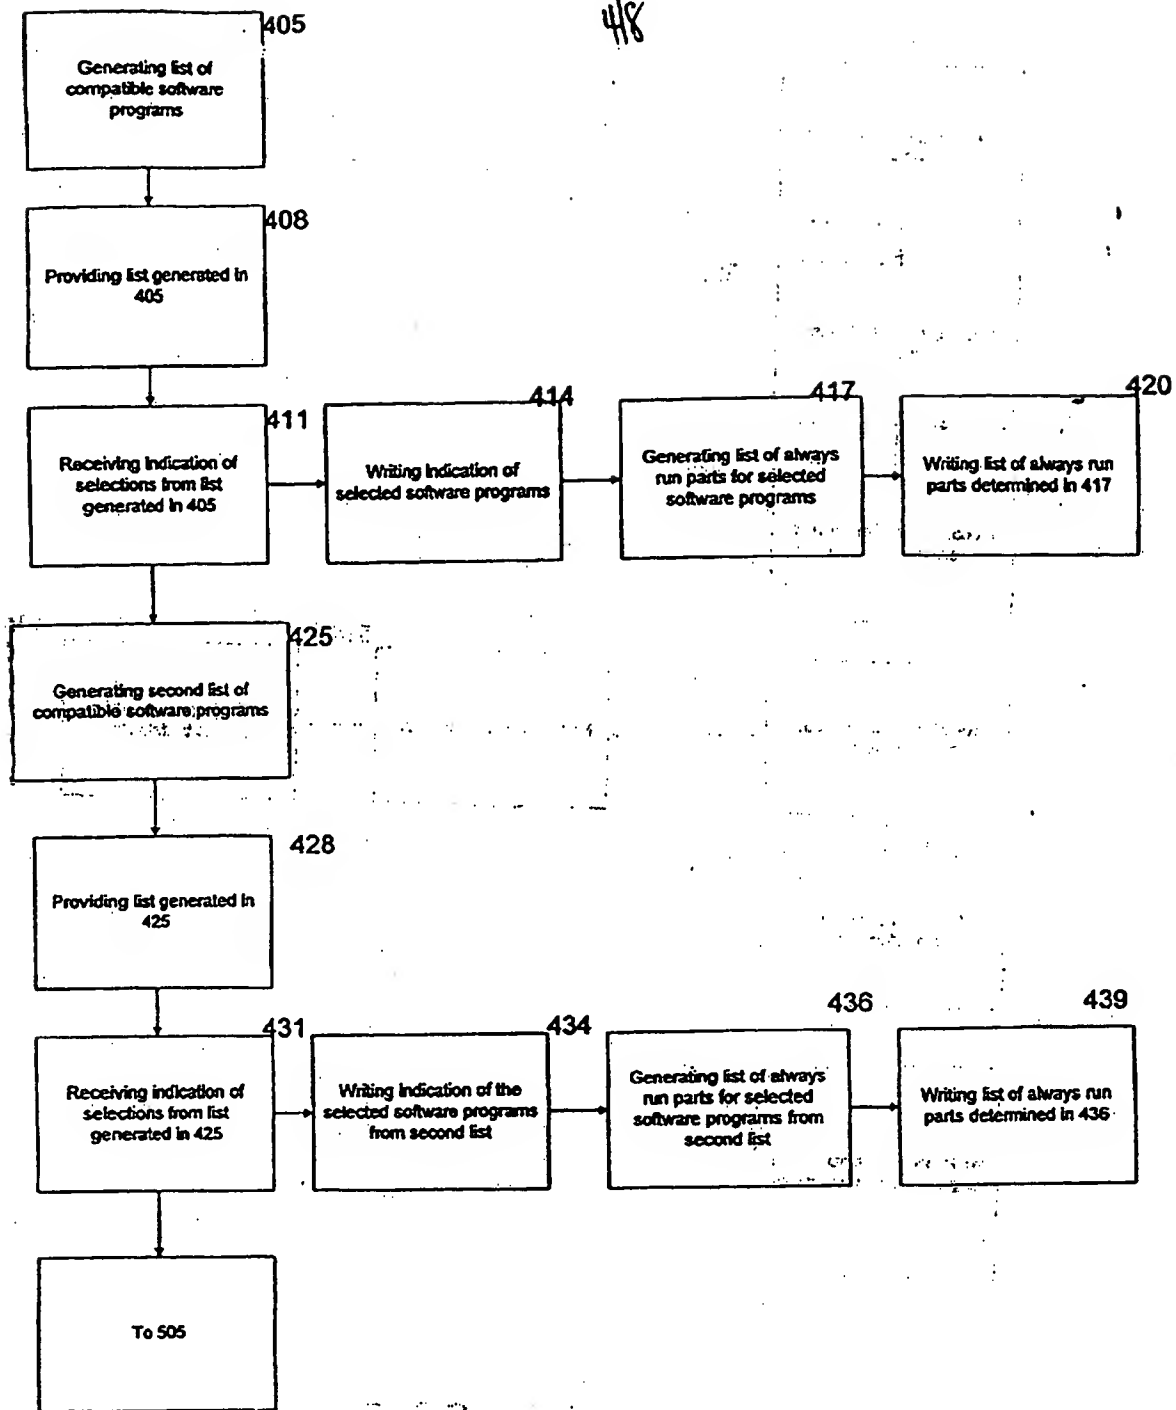 4/8
405
Generating list of
compatible software
programs
408
Providing list generated in
405
411
Receiving indication of
selections from list
generated in 405
414
Writing indication of
selected software programs
417
Generating list of always
run parts for selected
software programs
420
Writing list of always run
parts determined in 417
425
Generating second list of
compatible software programs
428
Providing list generated in
425
431
Receiving indication of
selections from list
generated in 425
434
Writing indication of the
selected software programs
from second list
436
Generating list of always
run parts for selected
software programs from
second list
439
Writing list of always run
parts determined in 436
To 505